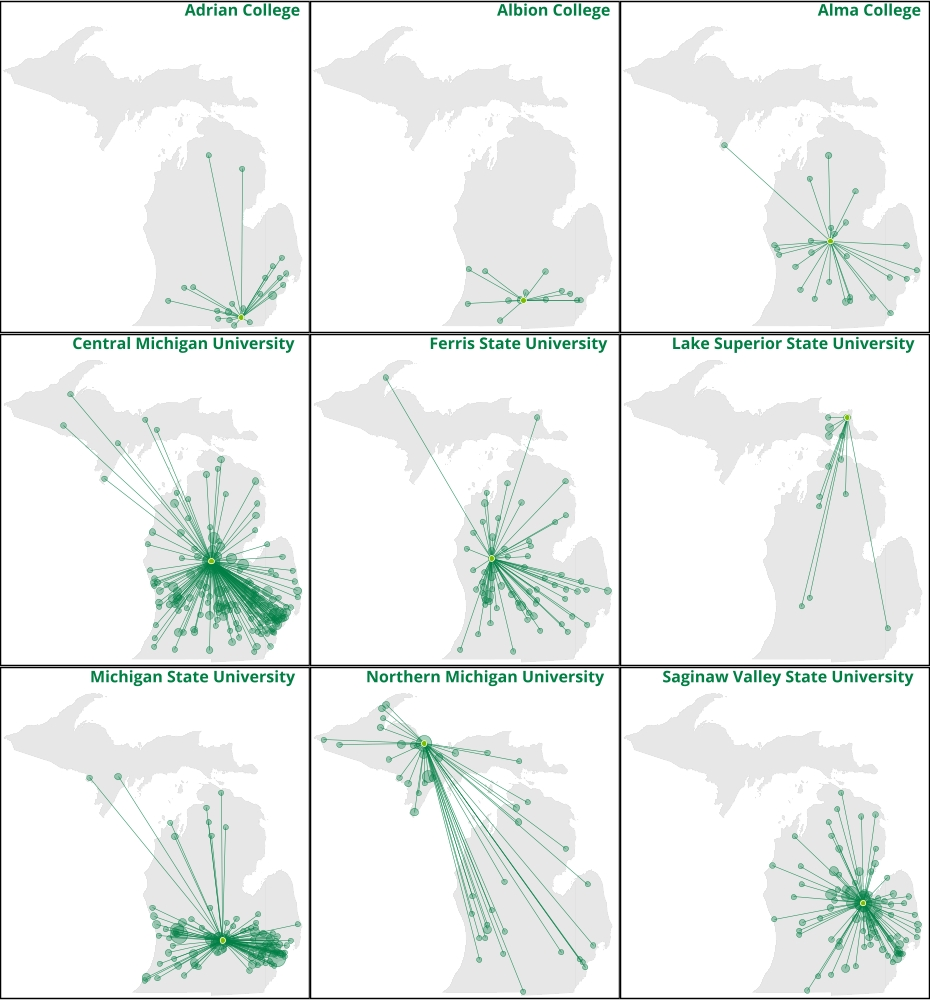 Adrian College
Albion College
Alma College
Central Michigan University
Ferris State University
Lake Superior State University
Michigan State University
Northern Michigan University
Saginaw Valley State University